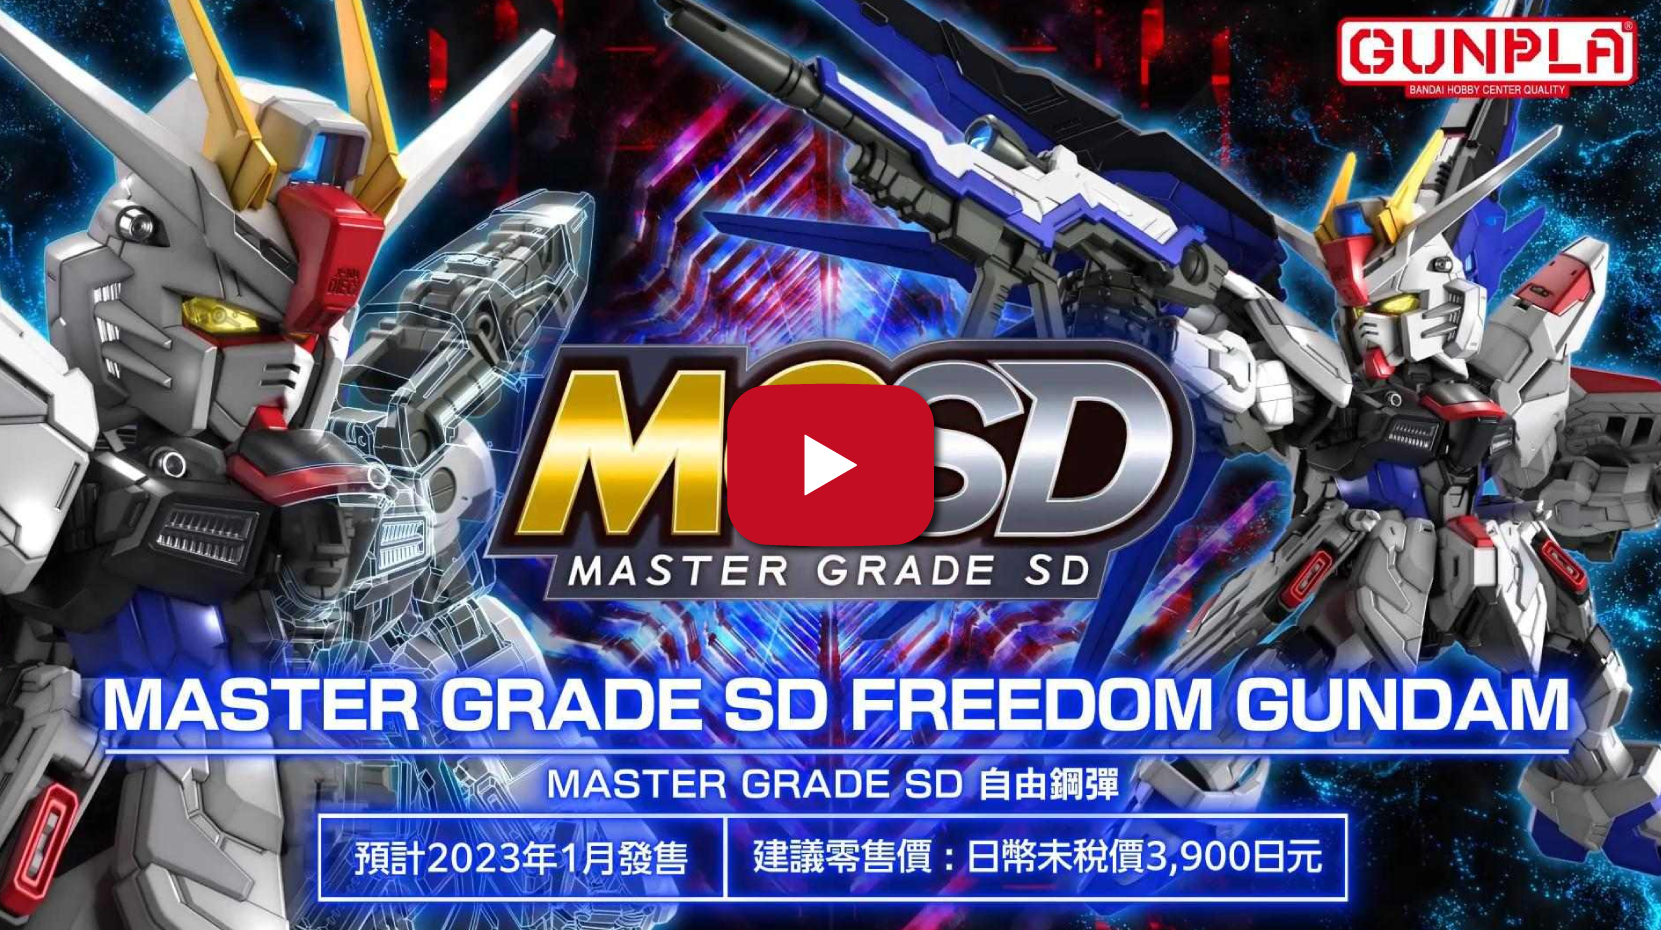 GUNPLA®
BANDAI HOBBY CENTER QUALITY
MASTER GRADE SD
MASTER GRADE SD FREEDOM GUNDAM
MASTER GRADE SD 自由鋼彈
預計2023年1月發售
建議零售價：日幣未稅價3,900日元